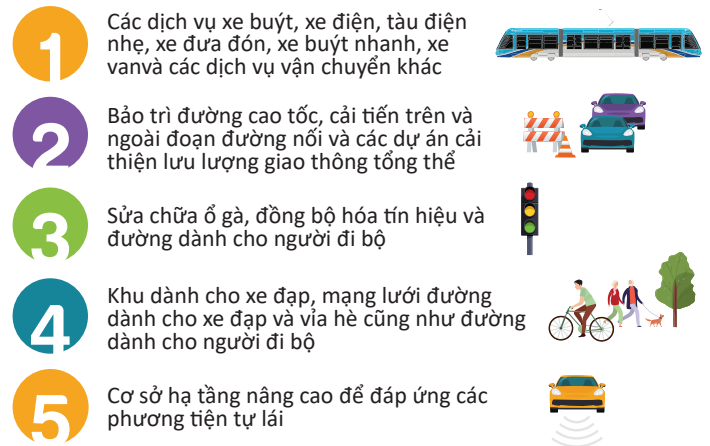 1
Các dịch vụ xe buýt, xe điện, tàu điện
nhẹ, xe đưa đón, xe buýt nhanh, xe
vanvà các dịch vụ vận chuyển khác
2
Bảo trì đường cao tốc, cải tiến trên và
ngoài đoạn đường nối và các dự án cải
thiện lưu lượng giao thông tổng thể
3
Sửa chữa ổ gà, đồng bộ hóa tín hiệu và
đường dành cho người đi bộ
4
Khu dành cho xe đạp, mạng lưới đường
dành cho xe đạp và vỉa hè cũng như đường
dành cho người đi bộ
5
Cơ sở hạ tầng nâng cao để đáp ứng các
phương tiện tự lái